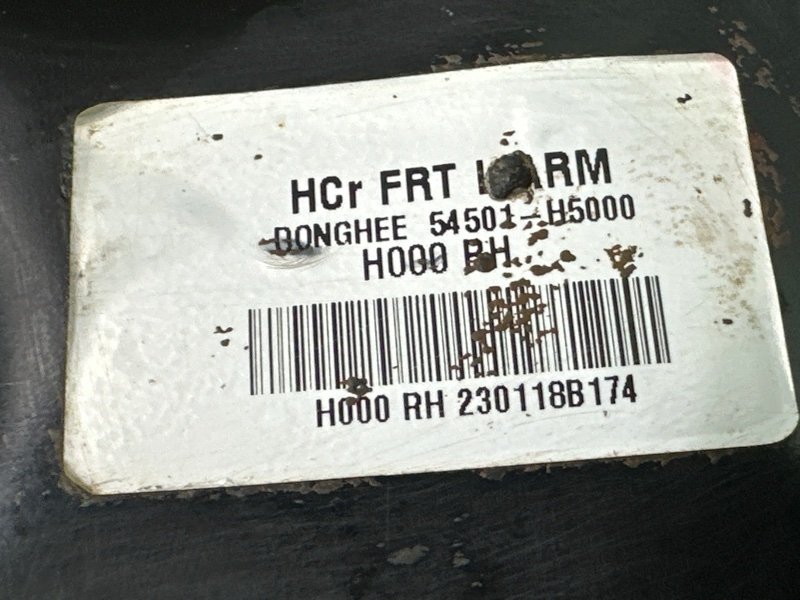 HCr FRT ARM
DONGHEE 54501-H5000
H000 RH
H000 RH 230118B174